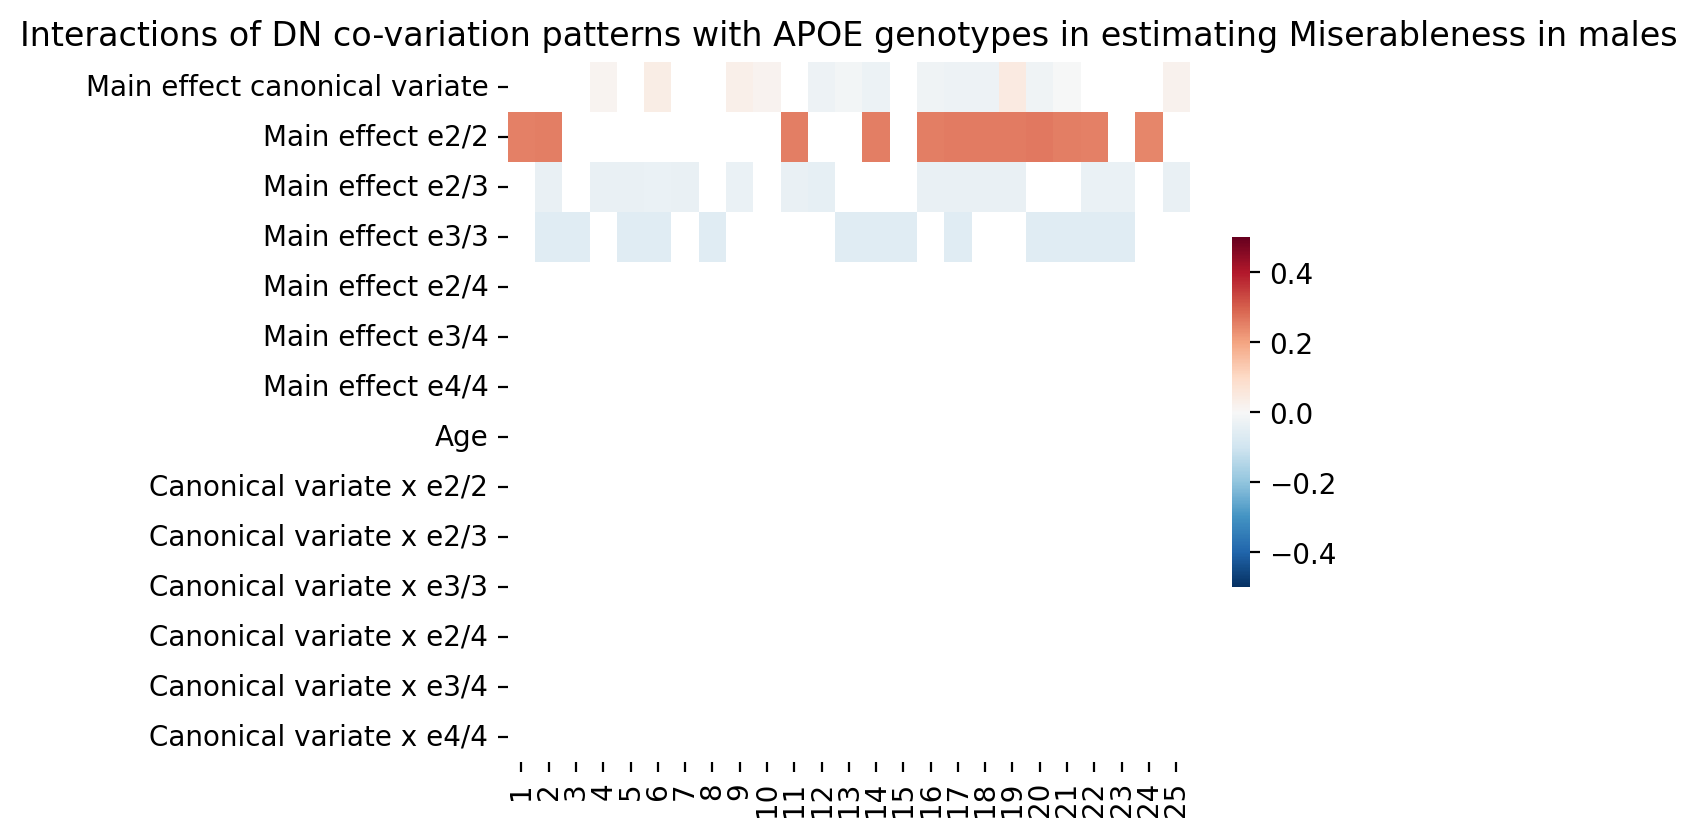 Interactions of DN co-variation patterns with APOE genotypes in estimating Miserableness in males
Main effect canonical variate
Main effect e2/2
Main effect e2/3
Main effect e3/3
Main effect e2/4
Main effect e3/4
Main effect e4/4
Age
Canonical variate x e2/2
Canonical variate x e2/3
Canonical variate x e3/3
Canonical variate x e2/4
Canonical variate x e3/4
Canonical variate x e4/4
1 2 3 4 5 6 7 8 9 10 11 12 13 14 15 16 17 18 19 20 21 22 23 24 25
0.4
0.2
0.0
−0.2
−0.4